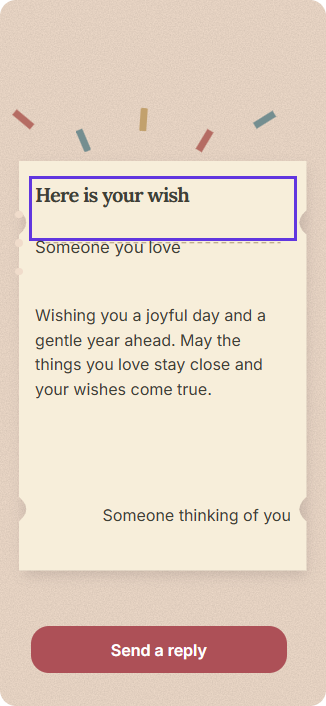 Here is your wish
Someone you love
Wishing you a joyful day and a
gentle year ahead. May the
things you love stay close and
your wishes come true.
Someone thinking of you
Send a reply